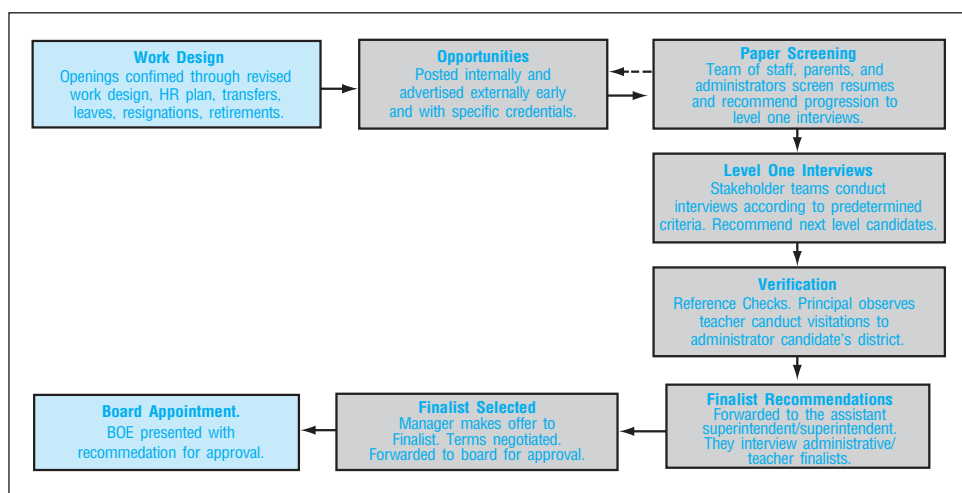 Work Design
Openings confimed through revised
work design, HR plan, transfers,
leaves, resignations, retirements.
Opportunities
Posted internally and
advertised externally early
and with specific credentials.
Paper Screening
Team of staff, parents, and
administrators screen resumes
and recommend progression to
level one interviews.
Level One Interviews
Stakeholder teams conduct
interviews according to predetermined
criteria. Recommend next level candidates.
Verification
Reference Checks. Principal observes
teacher conduct visitations to
administrator candidate's district.
Finalist Recommendations
Forwarded to the assistant
superintendent/superintendent.
They interview administrative/
teacher finalists.
Finalist Selected
Manager makes offer to
Finalist. Terms negotiated.
Forwarded to board for approval.
Board Appointment.
BOE presented with
recommedation for approval.